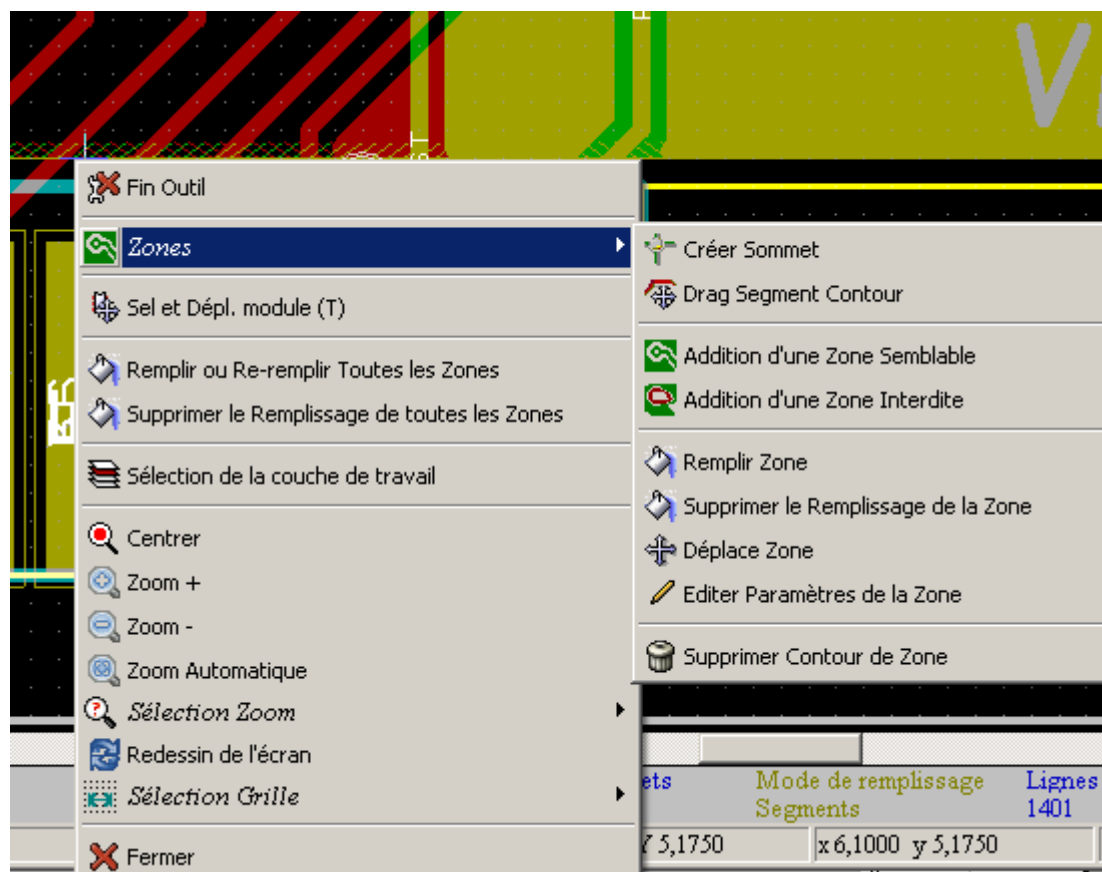 Fin Outil
Zones
Sel et Dépl. module (T)
Remplir ou Re-remplir Toutes les Zones
Supprimer le Remplissage de toutes les Zones
Sélection de la couche de travail
Centrer
Zoom +
Zoom -
Zoom Automatique
Sélection Zoom
Redessin de l'écran
Sélection Grille
Fermer
Créer Sommet
Drag Segment Contour
Addition d'une Zone Semblable
Addition d'une Zone Interdite
Remplir Zone
Supprimer le Remplissage de la Zone
Déplace Zone
Editer Paramètres de la Zone
Supprimer Contour de Zone
ets Mode de remplissage Lignes
Segments 1401
5,1750 x 6,1000 y 5,1750